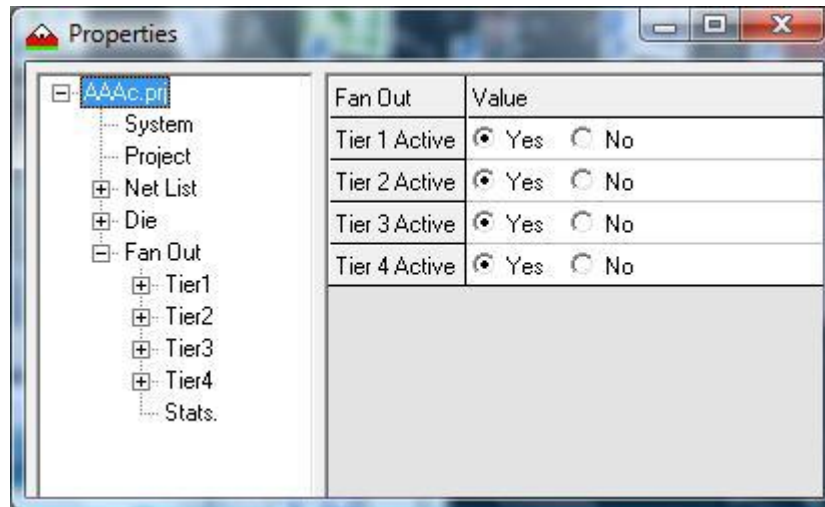 Properties
AAAc.prj
System
Project
Net List
Die
Fan Out
Tier1
Tier2
Tier3
Tier4
Stats.
Fan Out Value
Tier 1 Active Yes No
Tier 2 Active Yes No
Tier 3 Active Yes No
Tier 4 Active Yes No